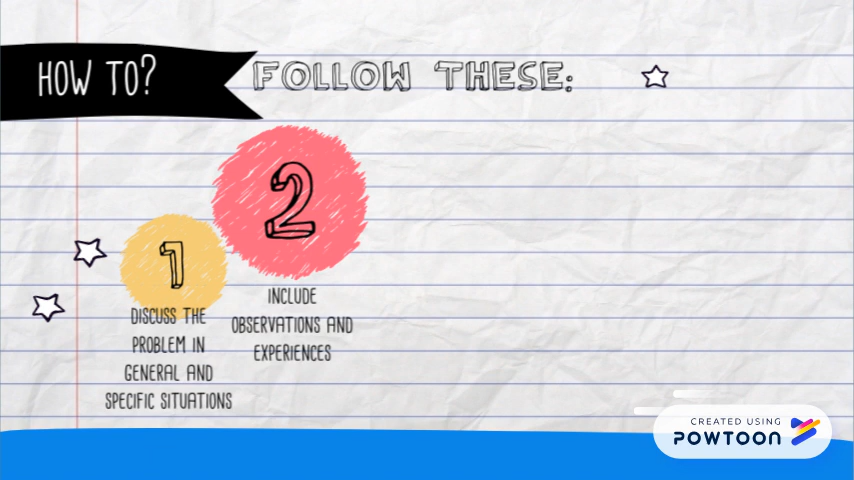 HOW TO?
FOLLOW THESE:
1
DISCUSS THE
PROBLEM IN
GENERAL AND
SPECIFIC SITUATIONS
2
INCLUDE
OBSERVATIONS AND
EXPERIENCES
CREATED USING
POWTOON